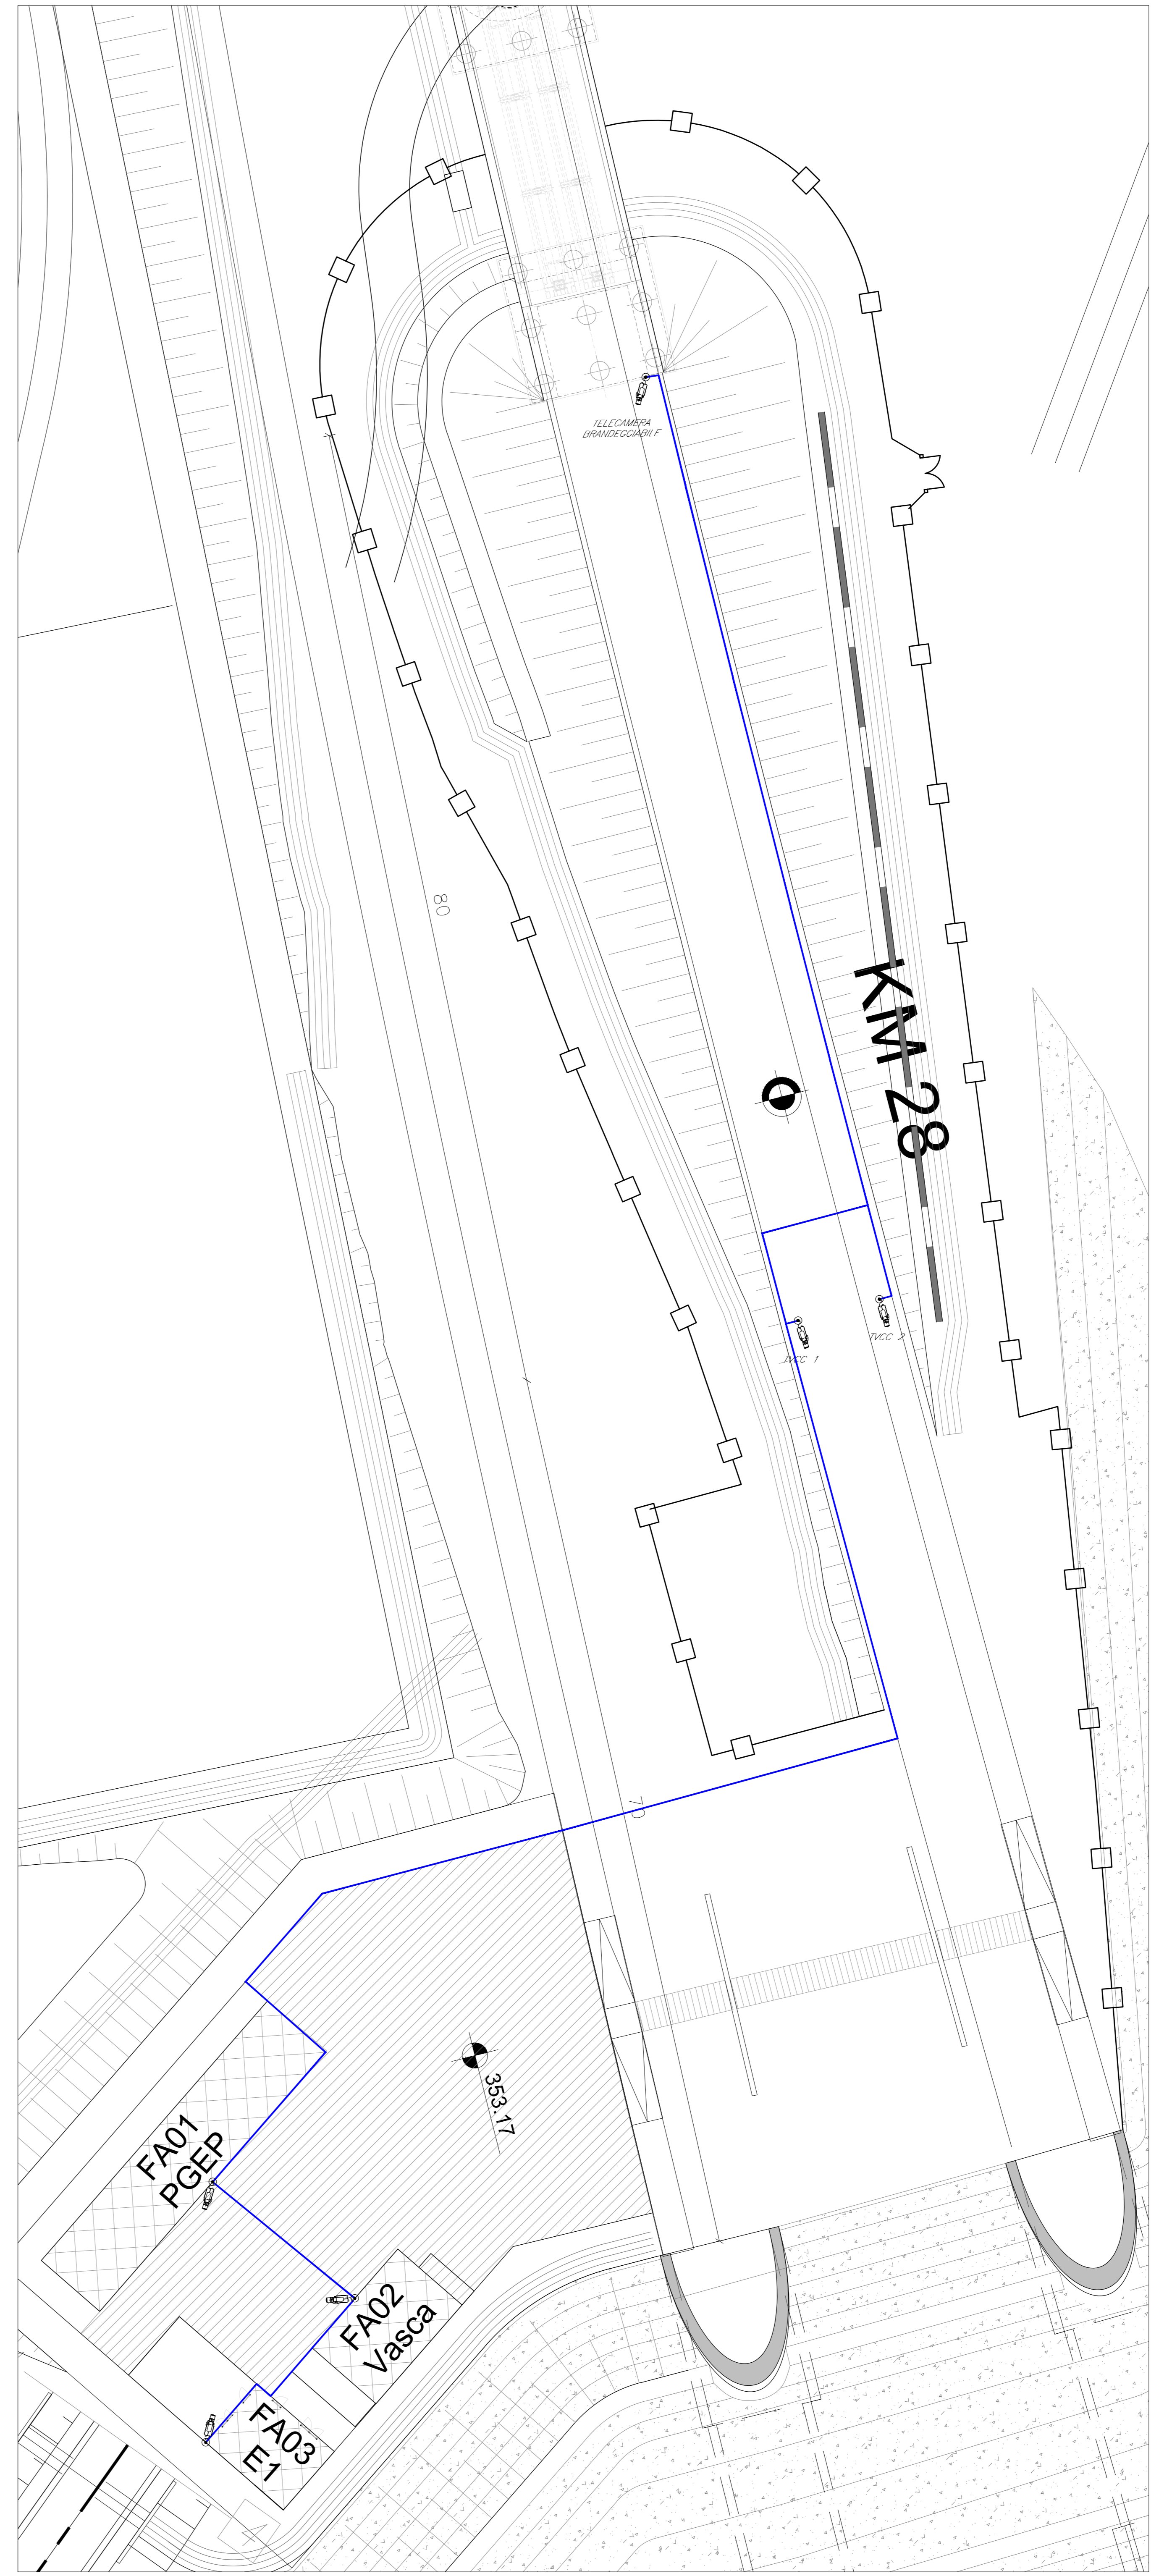 TELECAMERA
BRANDEGGIABILE
80
KM 28
TVCC 2
TVCC 1
70
353.17
FA01
PGEP
FA02
Vasca
FA03
E1